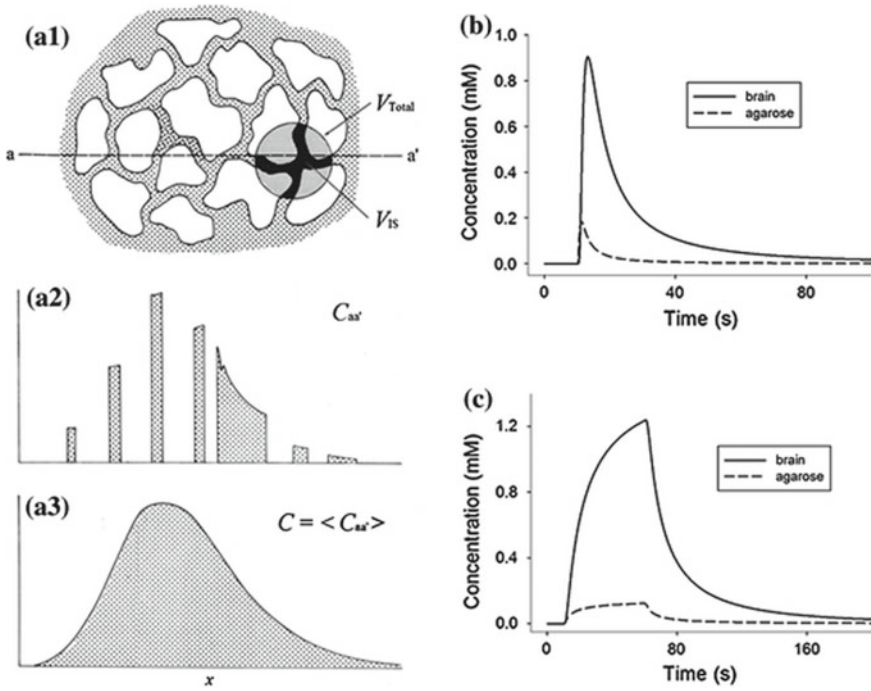 (a1)
V_Total
a
a'
V_IS
(a2)
C_aa'
(a3)
C = < C_aa' >
x
(b)
Concentration (mM)
1.0
0.8
0.6
0.4
0.2
0.0
brain
agarose
0 40 80
Time (s)
(c)
Concentration (mM)
1.2
0.8
0.4
0.0
brain
agarose
0 80 160
Time (s)